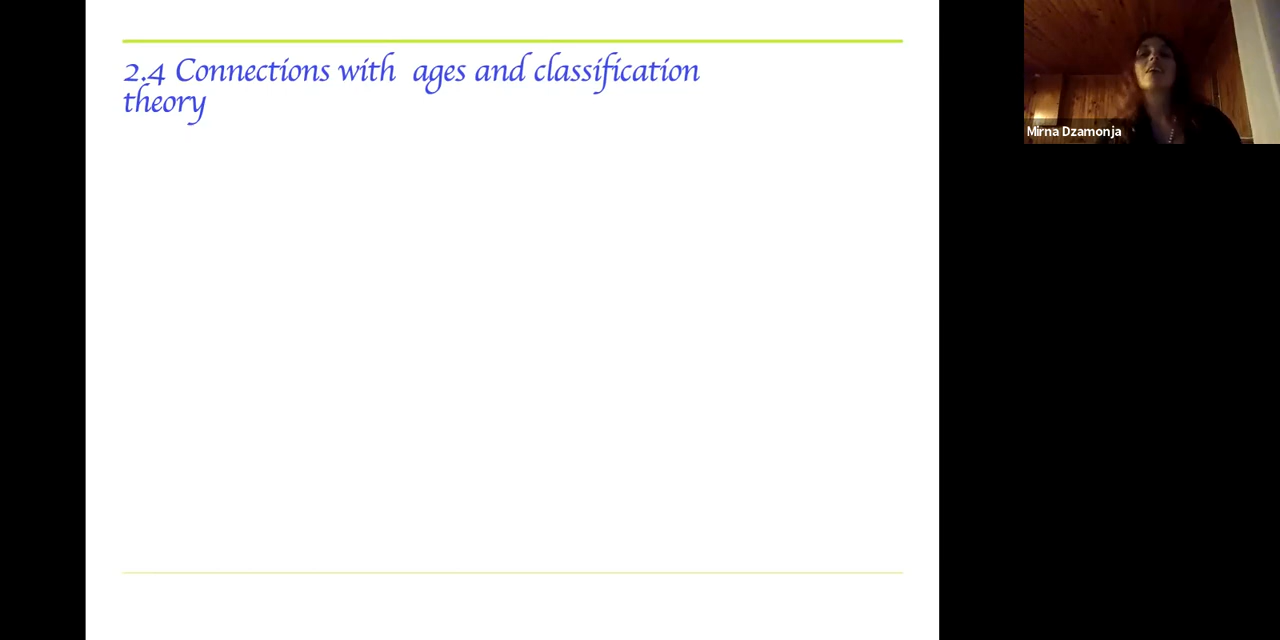 2.4 Connections with ages and classification
theory
Mirna Dzamonja